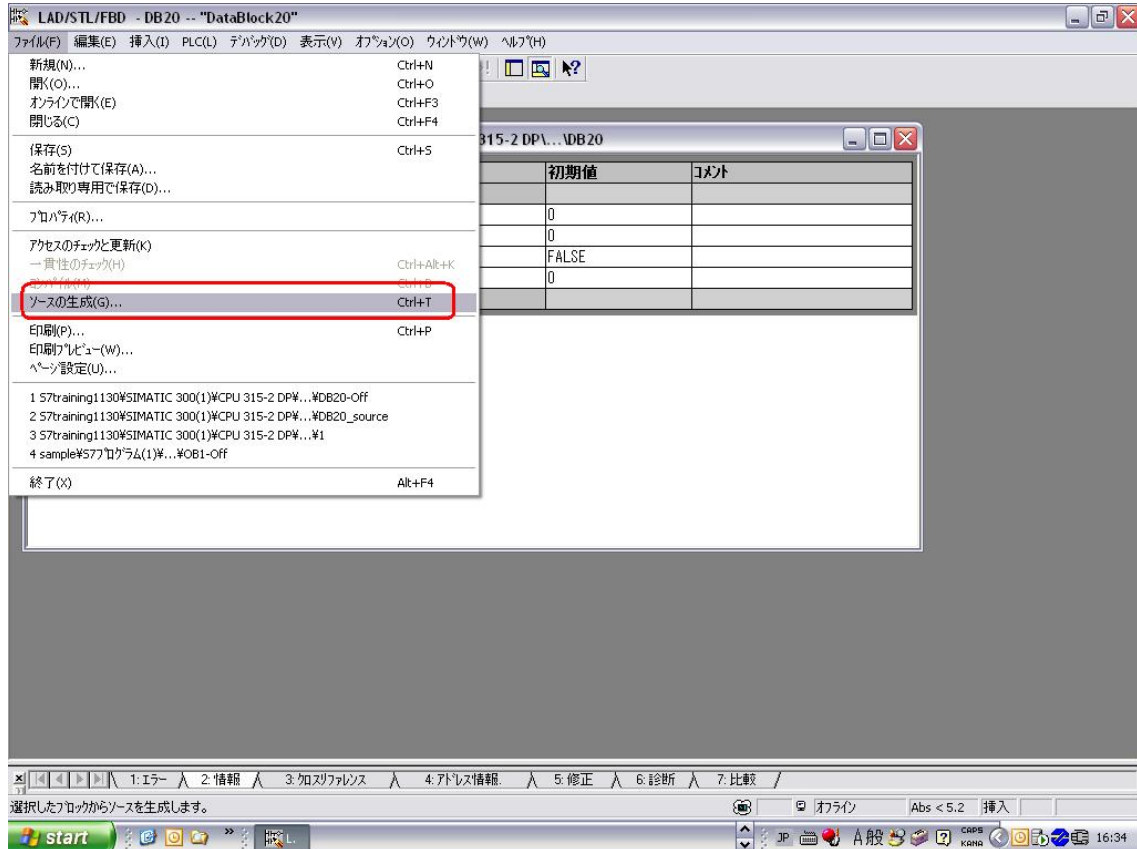 LAD/STL/FBD - DB20 -- "DataBlock20"
ファイル(F) 編集(E) 挿入(I) PLC(L) デバッグ(D) 表示(V) オプション(O) ウィンドウ(W) ヘルプ(H)
新規(N)... Ctrl+N
開く(O)... Ctrl+O
オンラインで開く(E) Ctrl+F3
閉じる(C) Ctrl+F4
315-2 DP\...\DB20
保存(S) Ctrl+S
名前を付けて保存(A)...
読み取り専用で保存(D)...
初期値 コメント
プロパティ(R)...
0
0
FALSE
0
アクセスのチェックと更新(K)
一貫性のチェック(H) Ctrl+Alt+K
コンパイル(M) Ctrl+B
ソースの生成(G)... Ctrl+T
印刷(P)... Ctrl+P
印刷プレビュー(W)...
ページ設定(U)...
1 S7training1130¥SIMATIC 300(1)¥CPU 315-2 DP¥...¥DB20-Off
2 S7training1130¥SIMATIC 300(1)¥CPU 315-2 DP¥...¥DB20_source
3 S7training1130¥SIMATIC 300(1)¥CPU 315-2 DP¥...¥1
4 sample¥S7プログラム(1)¥...¥OB1-Off
終了(X) Alt+F4
1: エラー 2: 情報 3: クロスリファレンス 4: アドレス情報. 5: 修正 6: 診断 7: 比較
選択したブロックからソースを生成します。 オフライン Abs < 5.2 挿入
start L. JP A 般 CAPS KANA 16:34